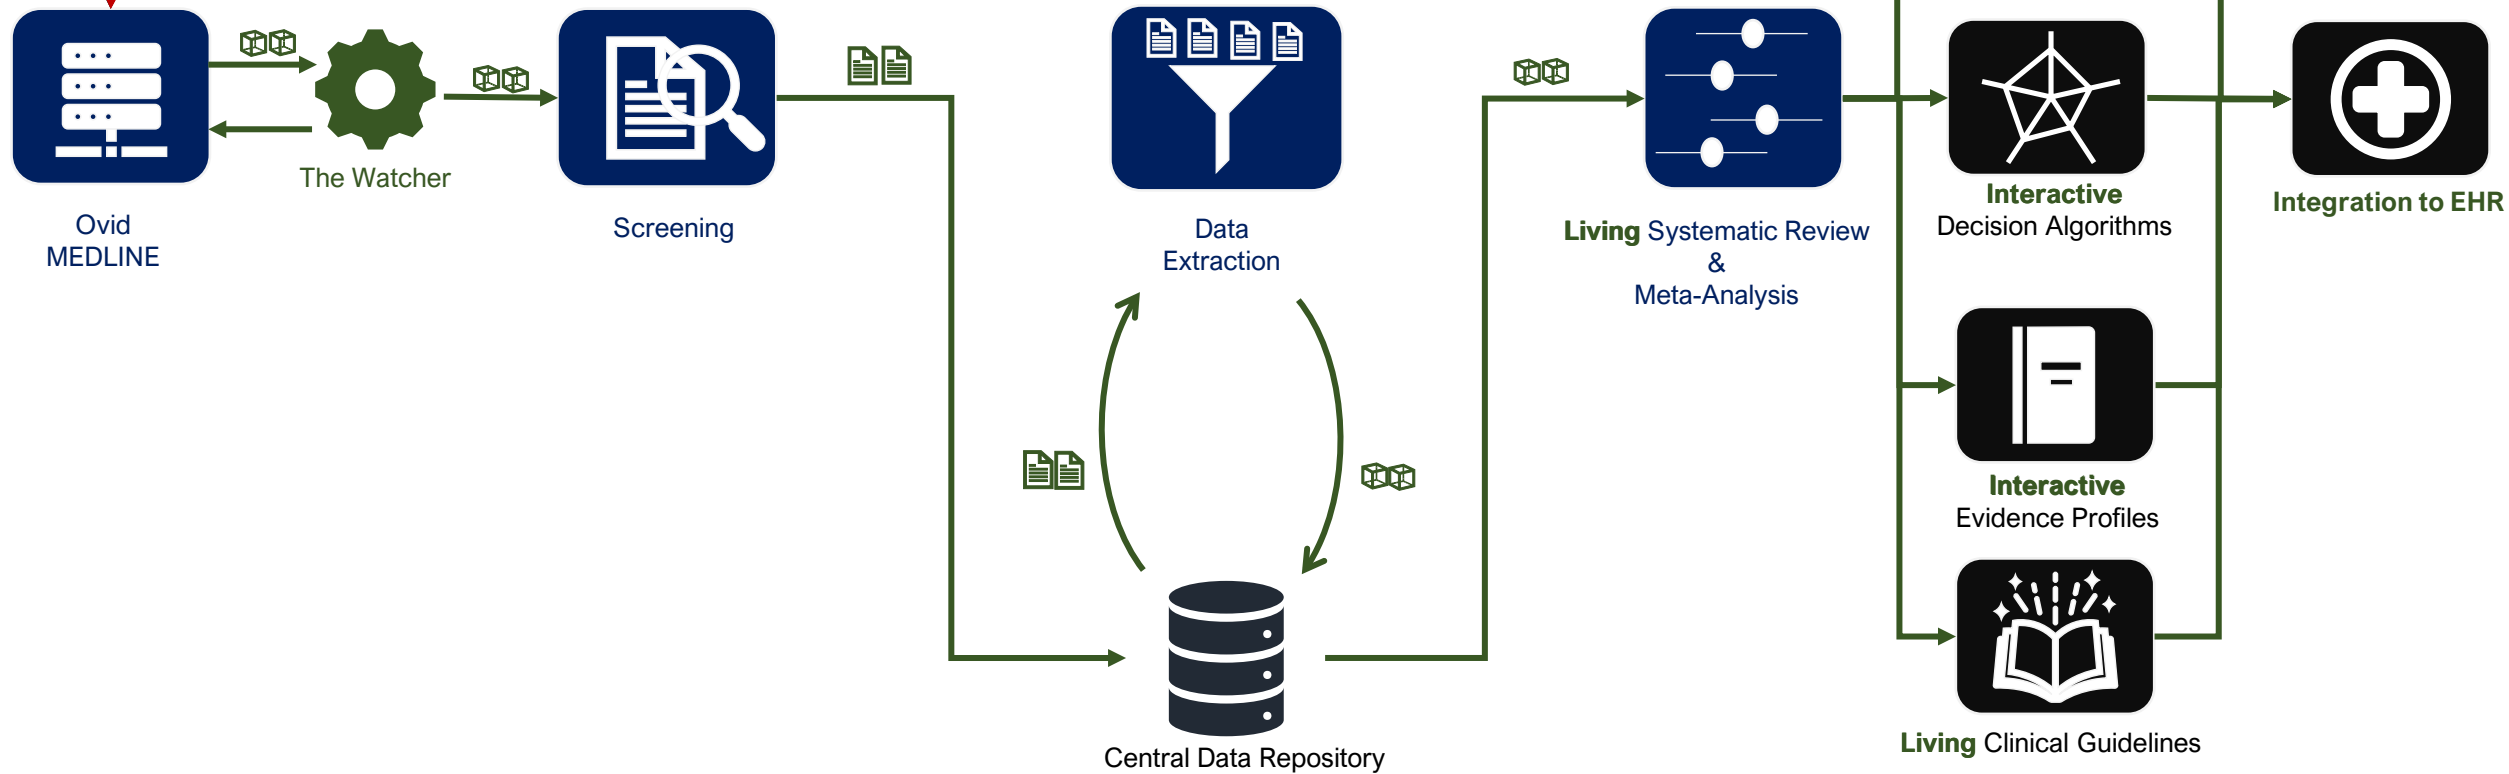 Ovid
MEDLINE
The Watcher
Screening
Data
Extraction
Central Data Repository
Living Systematic Review
&
Meta-Analysis
Interactive
Decision Algorithms
Interactive
Evidence Profiles
Living Clinical Guidelines
Integration to EHR